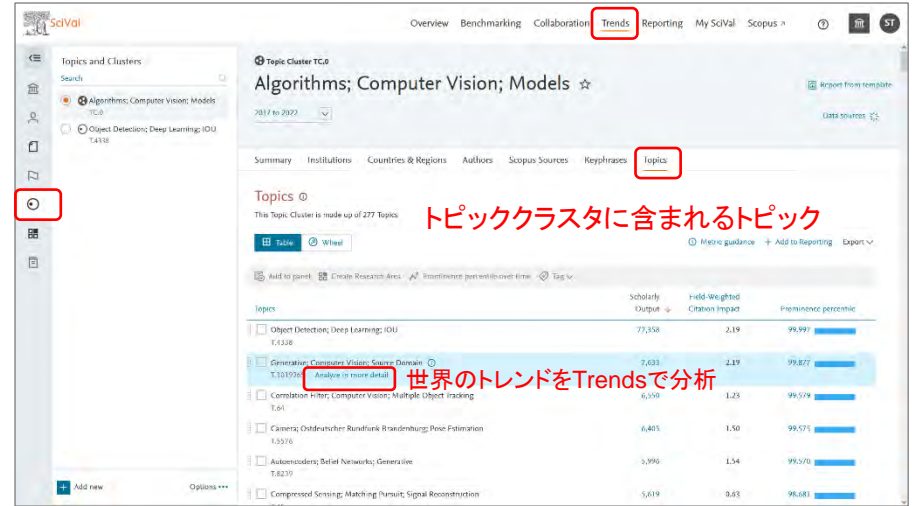 SciVal
Overview Benchmarking Collaboration Trends Reporting My SciVal Scopus ST
Topics and Clusters
Search
Algorithms; Computer Vision; Models
TC.0
Object Detection; Deep Learning; IOU
T.4338
Topic Cluster TC.0
Algorithms; Computer Vision; Models
Report from template
2017 to 2022
Data sources
Summary Institutions Countries & Regions Authors Scopus Sources Keyphrases Topics
Topics
This Topic Cluster is made up of 277 Topics
トピッククラスタに含まれるトピック
Table Wheel
Metric guidance + Add to Reporting Export
Add to panel Create Research Area Prominence percentile over time Tag
Topics Scholarly Output Field-Weighted Citation Impact Prominence percentile
Object Detection; Deep Learning; IOU 77,358 2.19 99.997
T.4338
Generative; Computer Vision; Source Domain 7,633 2.19 99.877
Analyze in more detail
世界のトレンドをTrendsで分析
Correlation Filter; Computer Vision; Multiple Object Tracking 6,550 1.23 99.579
T.64
Camera; Ostdeutscher Rundfunk Brandenburg; Pose Estimation 6,405 1.50 99.575
T.5576
Autoencoders; Belief Networks; Generative 5,996 1.54 99.570
T.8239
Compressed Sensing; Matching Pursuit; Signal Reconstruction 5,619 0.63 98.681
+ Add new Options